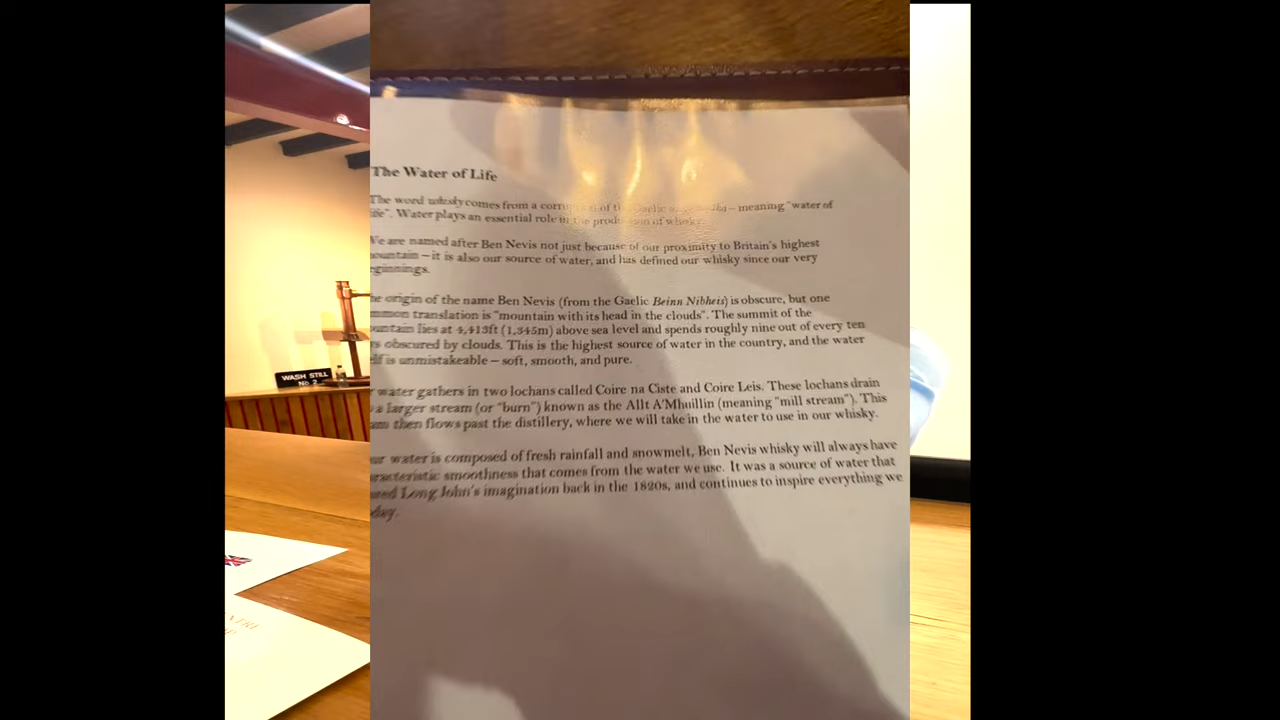 WASH STILL
No 2
The Water of Life
The word whisky comes from a of the Gaelic – meaning "water of
life". Water plays an essential role in the production of whisky.
We are named after Ben Nevis not just because of our proximity to Britain's highest
mountain – it is also our source of water, and has defined our whisky since our very
ginnings.
e origin of the name Ben Nevis (from the Gaelic Beinn Nibheis) is obscure, but one
mmon translation is "mountain with its head in the clouds". The summit of the
untain lies at 4,413ft (1,345m) above sea level and spends roughly nine out of every ten
s obscured by clouds. This is the highest source of water in the country, and the water
lf is unmistakeable – soft, smooth, and pure.
water gathers in two lochans called Coire na Ciste and Coire Leis. These lochans drain
a larger stream (or "burn") known as the Allt A'Mhuillin (meaning "mill stream"). This
am then flows past the distillery, where we will take in the water to use in our whisky.
ur water is composed of fresh rainfall and snowmelt, Ben Nevis whisky will always have
racteristic smoothness that comes from the water we use. It was a source of water that
ured Long John's imagination back in the 1820s, and continues to inspire everything we
day.